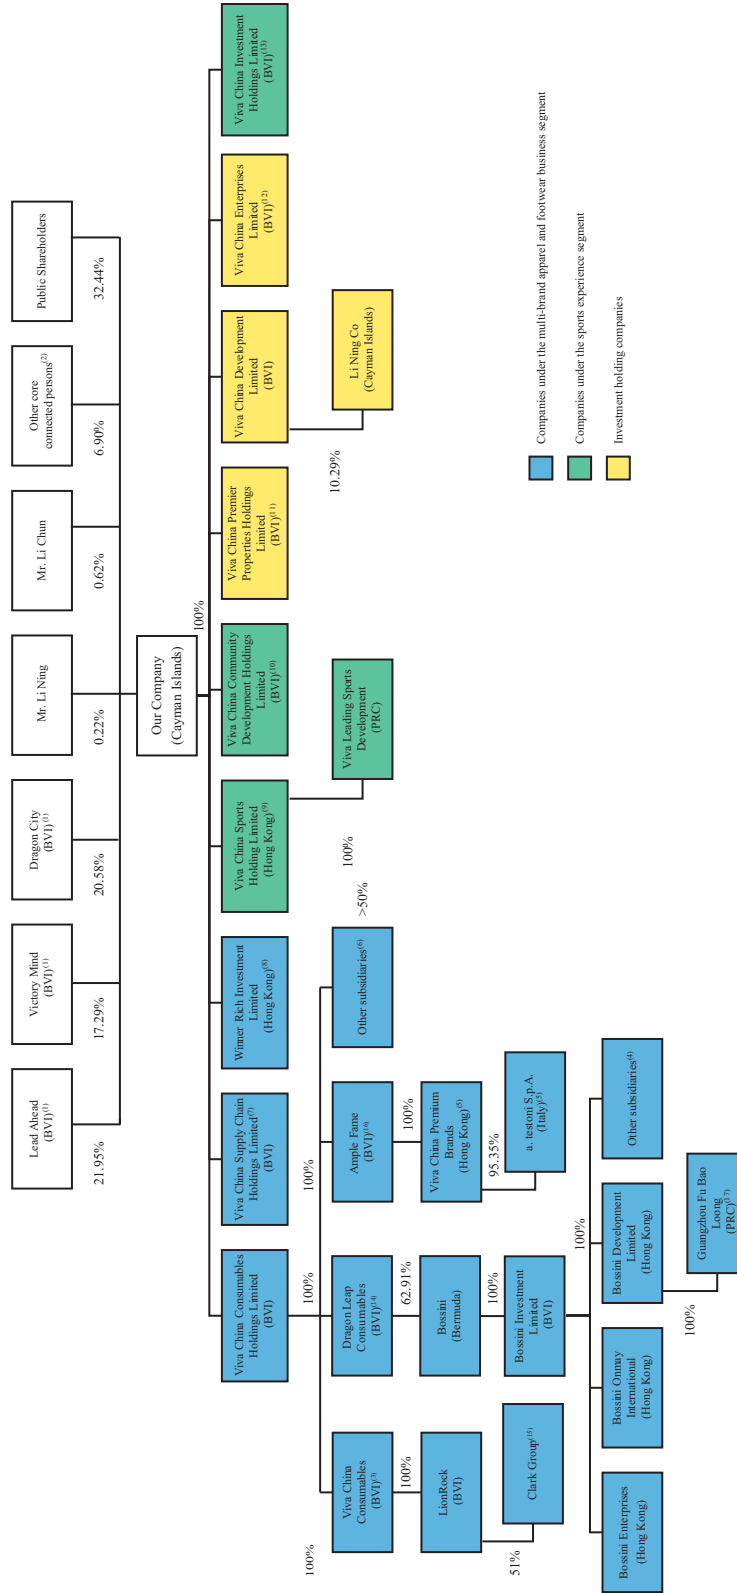 Lead Ahead
(BVI)(1)
Victory Mind
(BVI)(1)
Dragon City
(BVI) (1)
Mr. Li Ning
Mr. Li Chun
Other core
connected persons(2)
Public Shareholders
21.95%
17.29%
20.58%
0.22%
0.62%
6.90%
32.44%
Our Company
(Cayman Islands)
100%
Viva China Consumables
Holdings Limited
(BVI)
Viva China Supply Chain
Holdings Limited(7)
(BVI)
Winner Rich Investment
Limited
(Hong Kong)(8)
Viva China Sports
Holding Limited
(Hong Kong)(9)
Viva China Community
Development Holdings
Limited
(BVI)(10)
Viva China Premier
Properties Holdings
Limited
(BVI)(11)
Viva China Development
Limited
(BVI)
Viva China Enterprises
Limited
(BVI)(12)
Viva China Investment
Holdings Limited
(BVI)(13)
100%
100%
100%
>50%
100%
10.29%
Viva China
Consumables
(BVI)(3)
Dragon Leap
Consumables
(BVI)(14)
Ample Fame
(BVI)(16)
Other subsidiaries(6)
Viva Leading Sports
Development
(PRC)
Li Ning Co
(Cayman Islands)
100%
62.91%
100%
LionRock
(BVI)
Bossini
(Bermuda)
Viva China Premium
Brands
(Hong Kong)(5)
51%
100%
95.35%
Clark Group(15)
Bossini Investment
Limited
(BVI)
a. testoni S.p.A.
(Italy)(5)
100%
Bossini Enterprises
(Hong Kong)
Bossini Onmay
International
(Hong Kong)
Bossini Development
Limited
(Hong Kong)
Other subsidiaries(4)
100%
Guangzhou Fu Bao
Loong
(PRC)(17)
Companies under the multi-brand apparel and footwear business segment
Companies under the sports experience segment
Investment holding companies